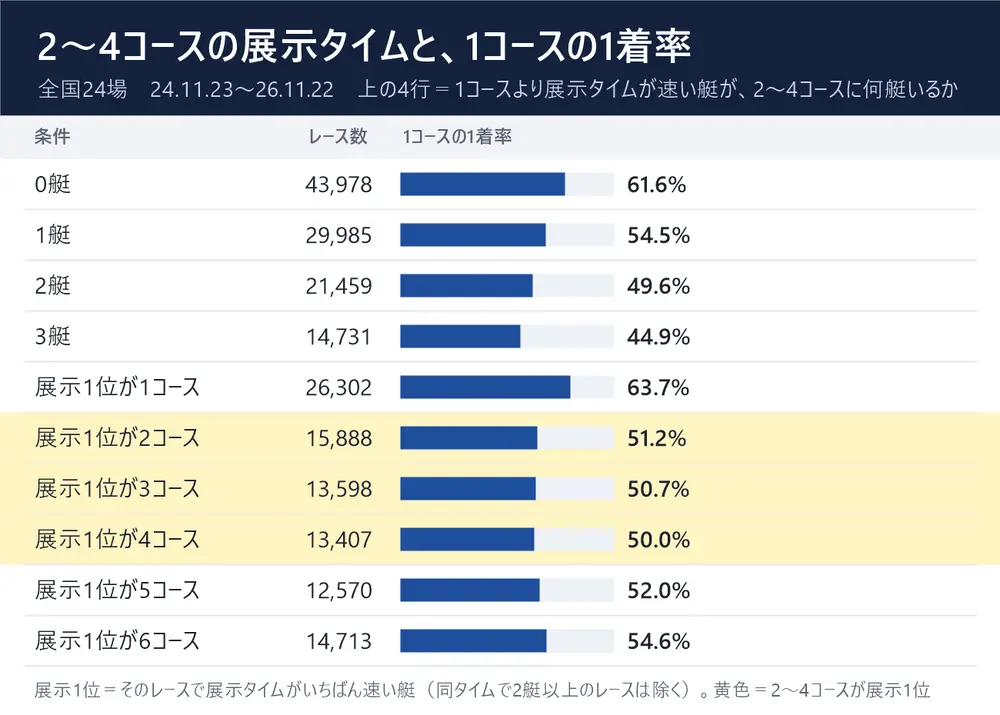 2～4コースの展示タイムと、1コースの1着率
全国24場　24.11.23～26.11.22　上の4行＝1コースより展示タイムが速い艇が、2～4コースに何艇いるか
条件　レース数　1コースの1着率
0艇　43,978　61.6%
1艇　29,985　54.5%
2艇　21,459　49.6%
3艇　14,731　44.9%
展示1位が1コース　26,302　63.7%
展示1位が2コース　15,888　51.2%
展示1位が3コース　13,598　50.7%
展示1位が4コース　13,407　50.0%
展示1位が5コース　12,570　52.0%
展示1位が6コース　14,713　54.6%
展示1位＝そのレースで展示タイムがいちばん速い艇（同タイムで2艇以上のレースは除く）。黄色＝2～4コースが展示1位